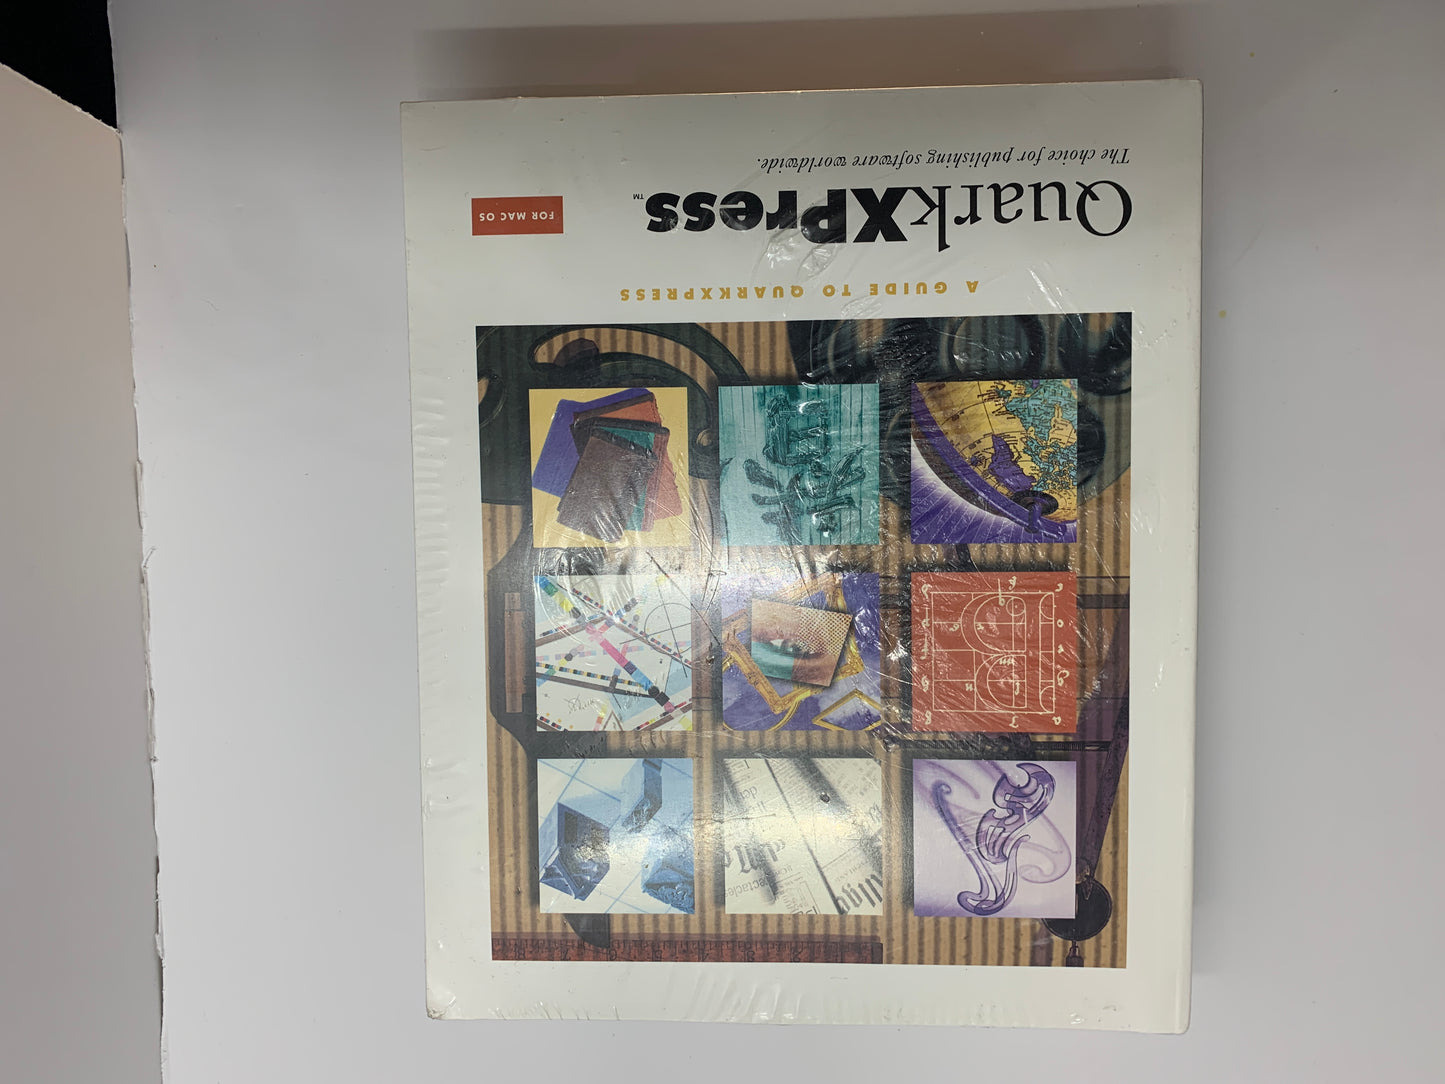 The choice for publishing software worldwide.
QuarkXPress™
FOR MAC OS
A GUIDE TO QUARKXPRESS